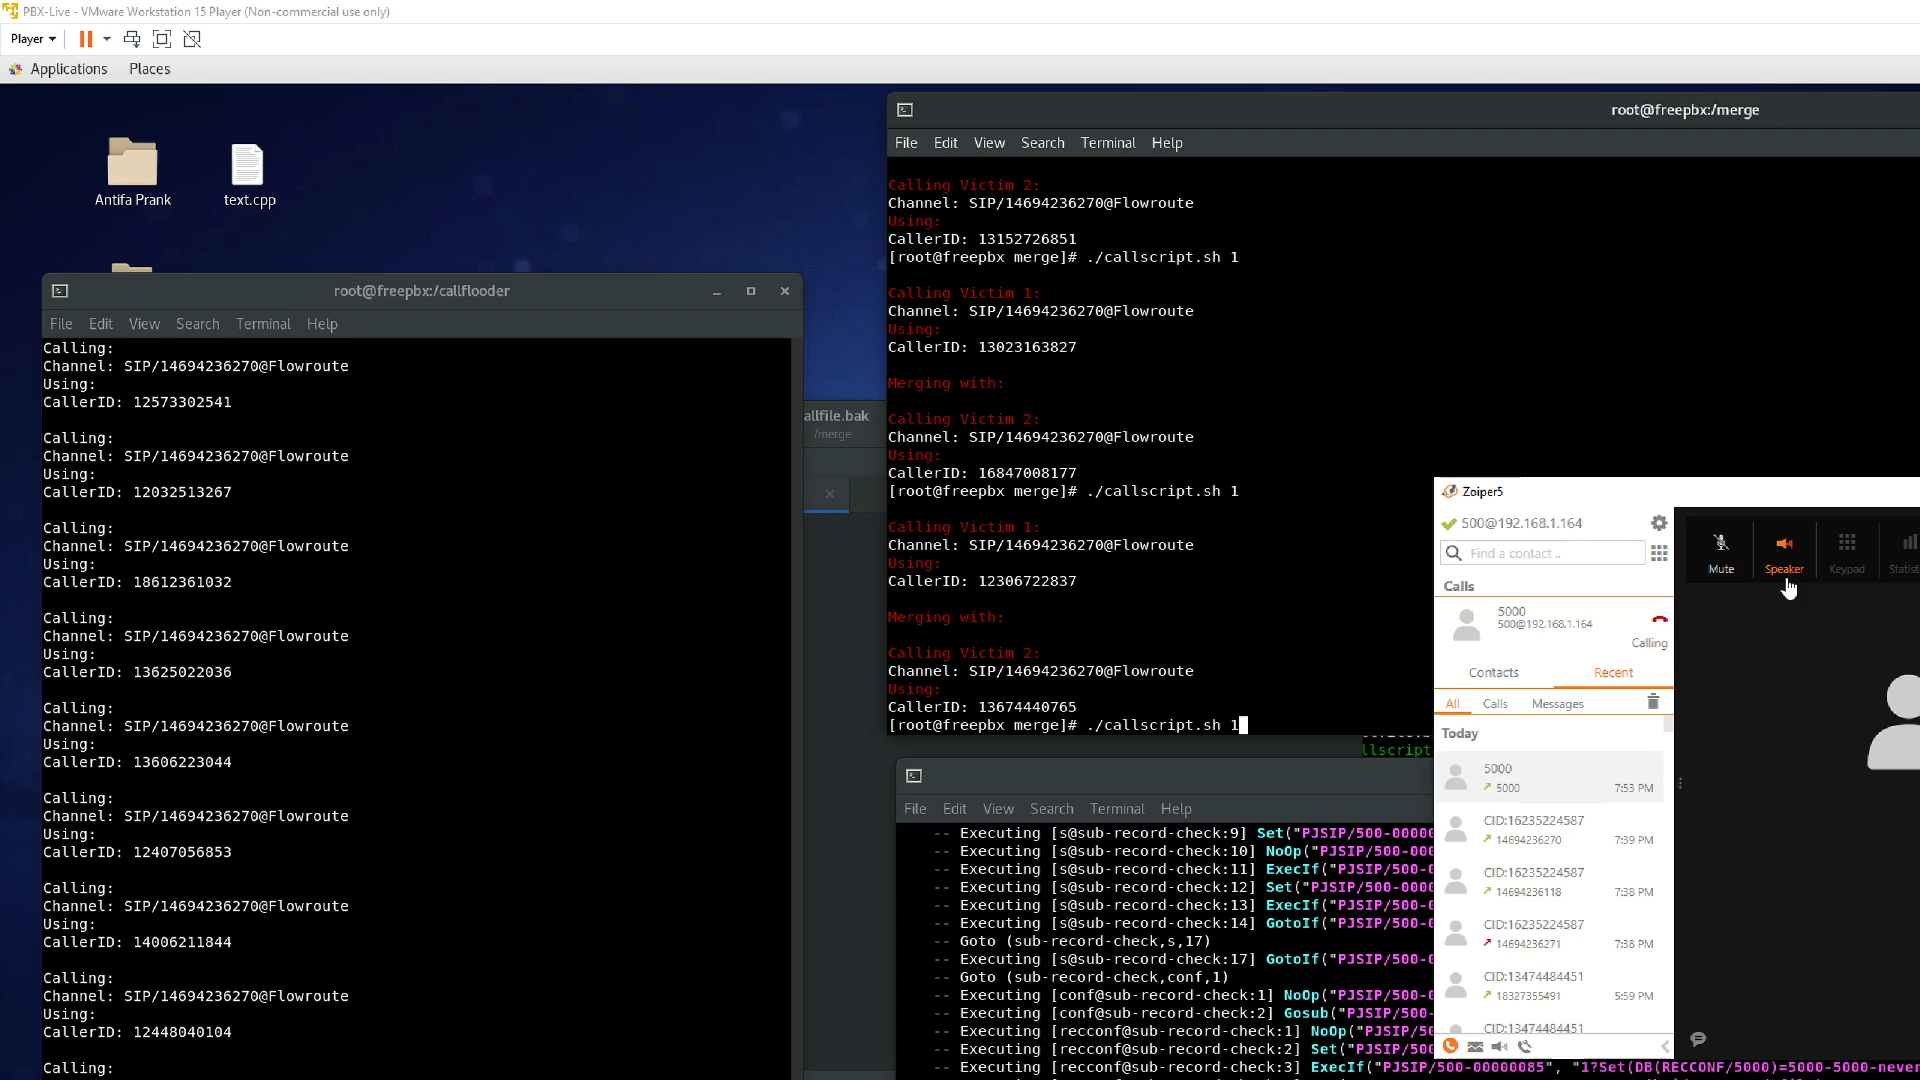 PBX-Live - VMware Workstation 15 Player (Non-commercial use only)
Player
Applications Places
Antifa Prank
text.cpp
root@freepbx:/callflooder
File Edit View Search Terminal Help
Calling:
Channel: SIP/14694236270@Flowroute
Using:
CallerID: 12573302541
Calling:
Channel: SIP/14694236270@Flowroute
Using:
CallerID: 12032513267
Calling:
Channel: SIP/14694236270@Flowroute
Using:
CallerID: 18612361032
Calling:
Channel: SIP/14694236270@Flowroute
Using:
CallerID: 13625022036
Calling:
Channel: SIP/14694236270@Flowroute
Using:
CallerID: 13606223044
Calling:
Channel: SIP/14694236270@Flowroute
Using:
CallerID: 12407056853
Calling:
Channel: SIP/14694236270@Flowroute
Using:
CallerID: 14006211844
Calling:
Channel: SIP/14694236270@Flowroute
Using:
CallerID: 12448040104
Calling:
allfile.bak
/merge
root@freepbx:/merge
File Edit View Search Terminal Help
Calling Victim 2:
Channel: SIP/14694236270@Flowroute
Using:
CallerID: 13152726851
[root@freepbx merge]# ./callscript.sh 1
Calling Victim 1:
Channel: SIP/14694236270@Flowroute
Using:
CallerID: 13023163827
Merging with:
Calling Victim 2:
Channel: SIP/14694236270@Flowroute
Using:
CallerID: 16847008177
[root@freepbx merge]# ./callscript.sh 1
Calling Victim 1:
Channel: SIP/14694236270@Flowroute
Using:
CallerID: 12306722837
Merging with:
Calling Victim 2:
Channel: SIP/14694236270@Flowroute
Using:
CallerID: 13674440765
[root@freepbx merge]# ./callscript.sh 1
llscript
File Edit View Search Terminal Help
-- Executing [s@sub-record-check:9] Set("PJSIP/500-00000
-- Executing [s@sub-record-check:10] NoOp("PJSIP/500-00
-- Executing [s@sub-record-check:11] ExecIf("PJSIP/500-0
-- Executing [s@sub-record-check:12] Set("PJSIP/500-0000
-- Executing [s@sub-record-check:13] ExecIf("PJSIP/500-0
-- Executing [s@sub-record-check:14] GotoIf("PJSIP/500-0
-- Goto (sub-record-check,s,17)
-- Executing [s@sub-record-check:17] GotoIf("PJSIP/500-0
-- Goto (sub-record-check,conf,1)
-- Executing [conf@sub-record-check:1] NoOp("PJSIP/500-0
-- Executing [conf@sub-record-check:2] Gosub("PJSIP/500-
-- Executing [recconf@sub-record-check:1] NoOp("PJSIP/5
-- Executing [recconf@sub-record-check:2] Set("PJSIP/50
-- Executing [recconf@sub-record-check:3] ExecIf("PJSIP/500-00000085", "1?Set(DB(RECCONF/5000)=5000-5000-never
Zoiper5
500@192.168.1.164
Find a contact ..
Calls
5000
500@192.168.1.164
Calling
Contacts Recent
All Calls Messages
Today
5000
5000 7:53 PM
CID:16235224587
14694236270 7:39 PM
CID:16235224587
14694236118 7:38 PM
CID:16235224587
14694236271 7:38 PM
CID:13474484451
18327355491 5:59 PM
CID:13474484451
Mute Speaker Keypad Statist